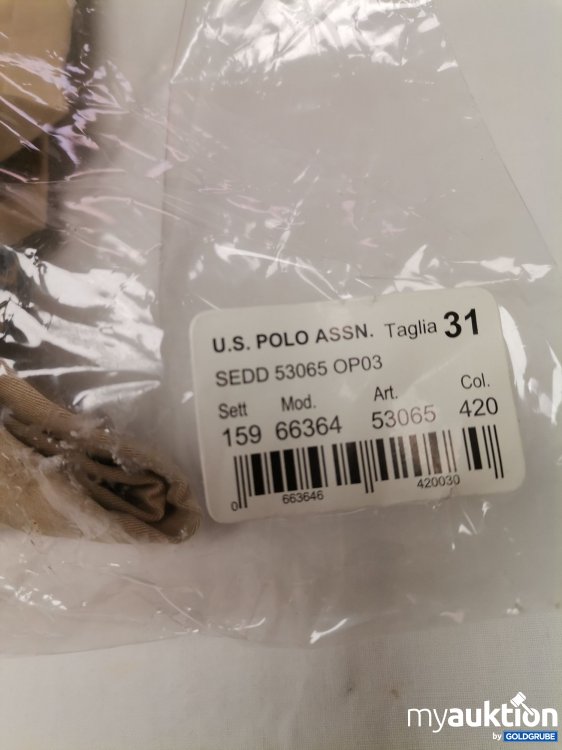 U.S. POLO ASSN. Taglia 31
SEDD 53065 OP03
Sett Mod. Art. Col.
159 66364 53065 420
0 663646 420030
myauktion
by GOLDGRUBE